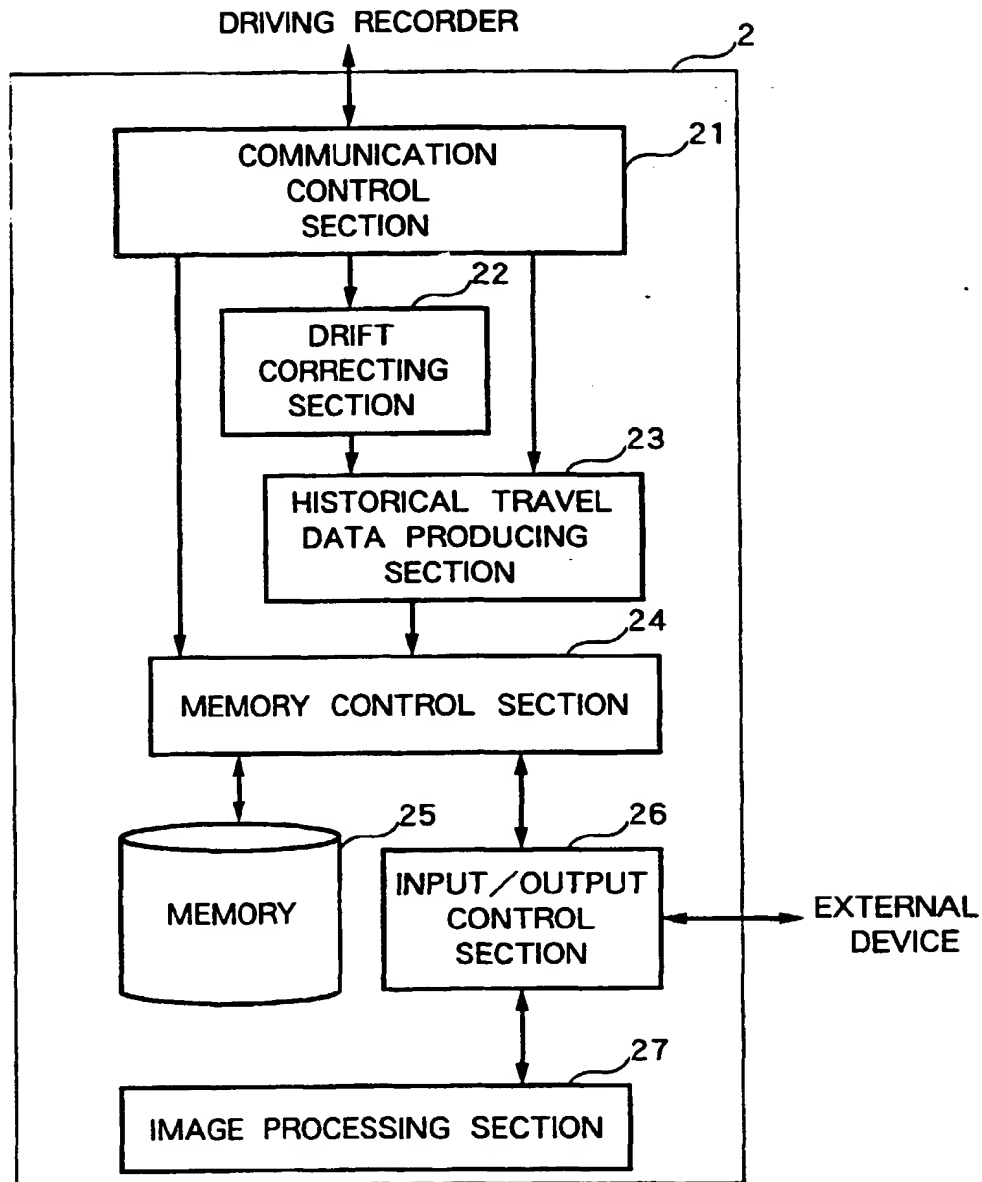 DRIVING RECORDER
2
COMMUNICATION
CONTROL
SECTION
21
22
DRIFT
CORRECTING
SECTION
23
HISTORICAL TRAVEL
DATA PRODUCING
SECTION
24
MEMORY CONTROL SECTION
25
MEMORY
26
INPUT/OUTPUT
CONTROL
SECTION
EXTERNAL
DEVICE
27
IMAGE PROCESSING SECTION